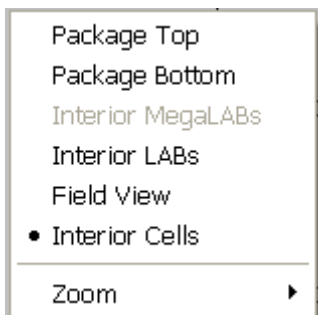 Package Top
Package Bottom
Interior MegaLABs
Interior LABs
Field View
Interior Cells
Zoom